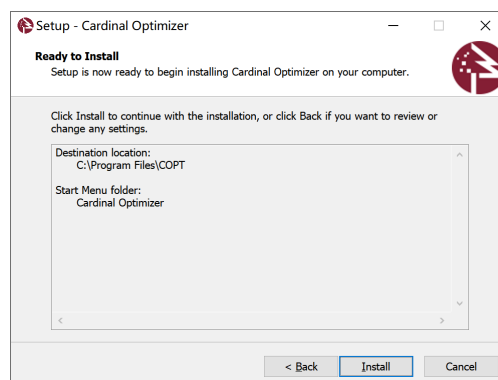 Setup - Cardinal Optimizer
Ready to Install
Setup is now ready to begin installing Cardinal Optimizer on your computer.
Click Install to continue with the installation, or click Back if you want to review or
change any settings.
Destination location:
C:\Program Files\COPT
Start Menu folder:
Cardinal Optimizer
< Back
Install
Cancel